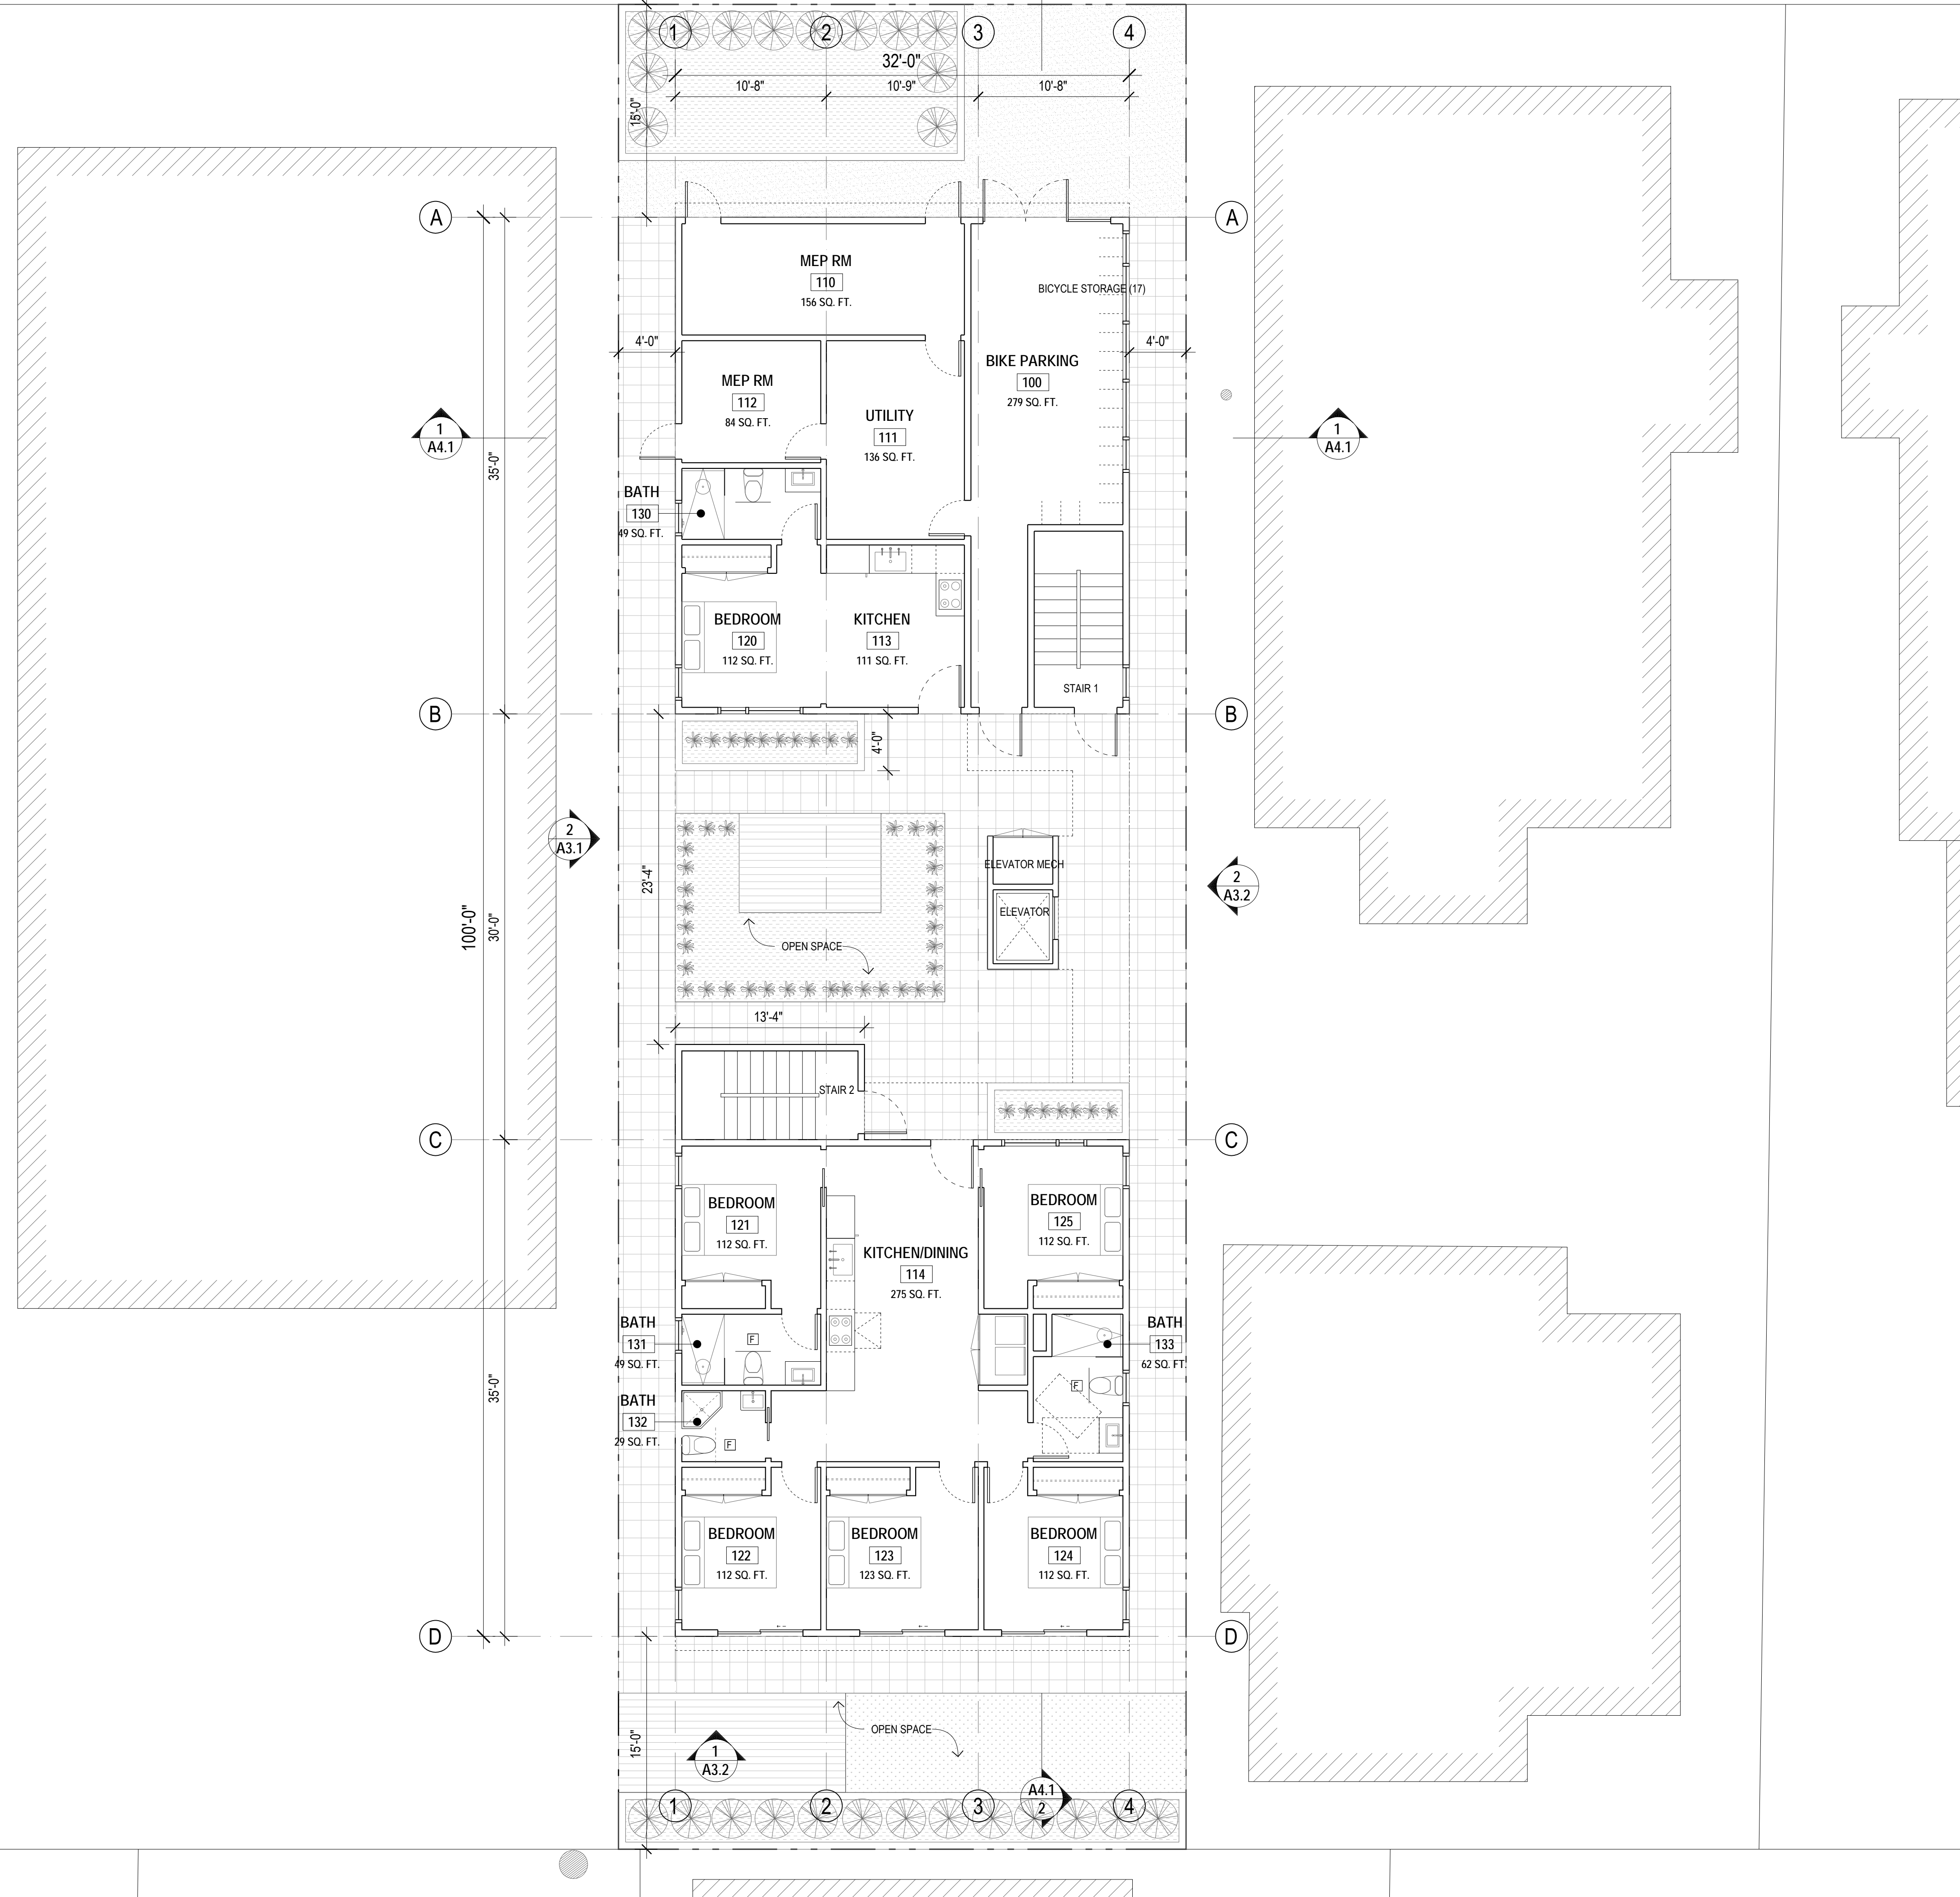 1
2
3
4
32'-0"
10'-8"
10'-9"
10'-8"
15'-0"
A
A
MEP RM
110
156 SQ. FT.
BICYCLE STORAGE (17)
4'-0"
4'-0"
MEP RM
112
84 SQ. FT.
BIKE PARKING
100
279 SQ. FT.
UTILITY
111
136 SQ. FT.
1
A4.1
1
A4.1
35'-0"
BATH
130
49 SQ. FT.
BEDROOM
120
112 SQ. FT.
KITCHEN
113
111 SQ. FT.
STAIR 1
B
B
4'-0"
2
A3.1
23'-4"
100'-0"
30'-0"
ELEVATOR MECH
ELEVATOR
2
A3.2
OPEN SPACE
13'-4"
STAIR 2
C
C
BEDROOM
121
112 SQ. FT.
BEDROOM
125
112 SQ. FT.
KITCHEN/DINING
114
275 SQ. FT.
BATH
131
49 SQ. FT.
F
BATH
133
62 SQ. FT.
F
35'-0"
BATH
132
29 SQ. FT.
F
BEDROOM
122
112 SQ. FT.
BEDROOM
123
123 SQ. FT.
BEDROOM
124
112 SQ. FT.
D
D
15'-0"
OPEN SPACE
1
A3.2
A4.1
2
1
2
3
4